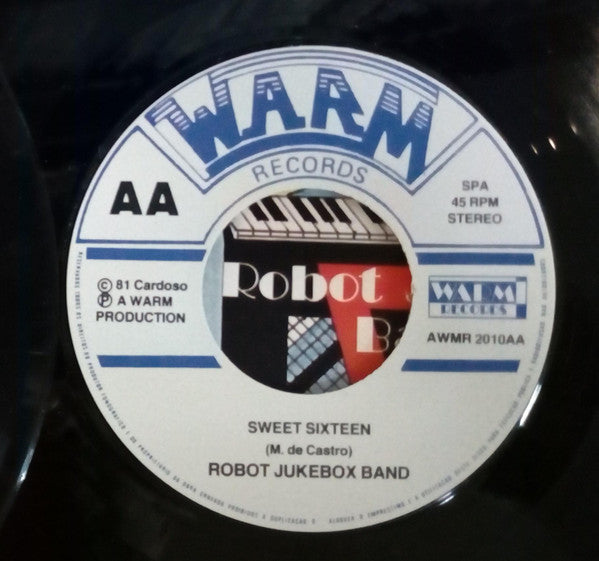 WARM
RECORDS
AA
SPA
45 RPM
STEREO
© 81 Cardoso
Ⓟ A WARM
PRODUCTION
Robot
Ba
WARM
RECORDS
AWMR 2010AA
SWEET SIXTEEN
(M. de Castro)
ROBOT JUKEBOX BAND